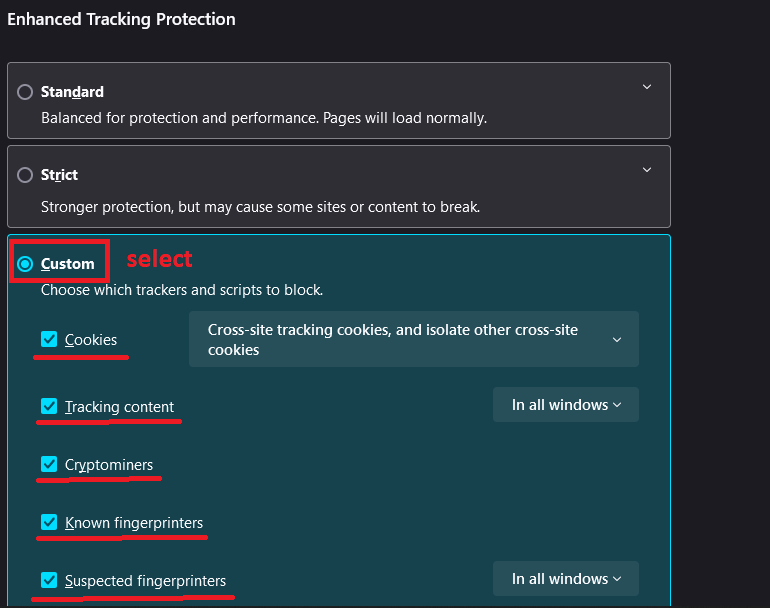 Enhanced Tracking Protection
Standard
Balanced for protection and performance. Pages will load normally.
Strict
Stronger protection, but may cause some sites or content to break.
Custom
select
Choose which trackers and scripts to block.
Cookies
Cross-site tracking cookies, and isolate other cross-site
cookies
Tracking content
In all windows
Cryptominers
Known fingerprinters
Suspected fingerprinters
In all windows